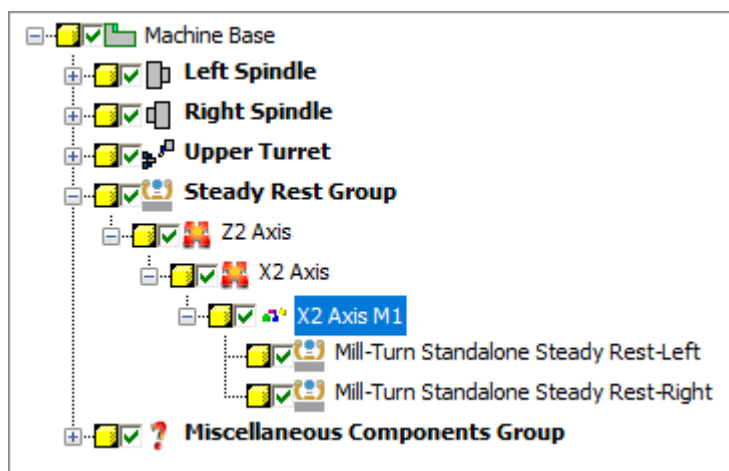 Machine Base
Left Spindle
Right Spindle
Upper Turret
Steady Rest Group
Z2 Axis
X2 Axis
X2 Axis M1
Mill-Turn Standalone Steady Rest-Left
Mill-Turn Standalone Steady Rest-Right
Miscellaneous Components Group